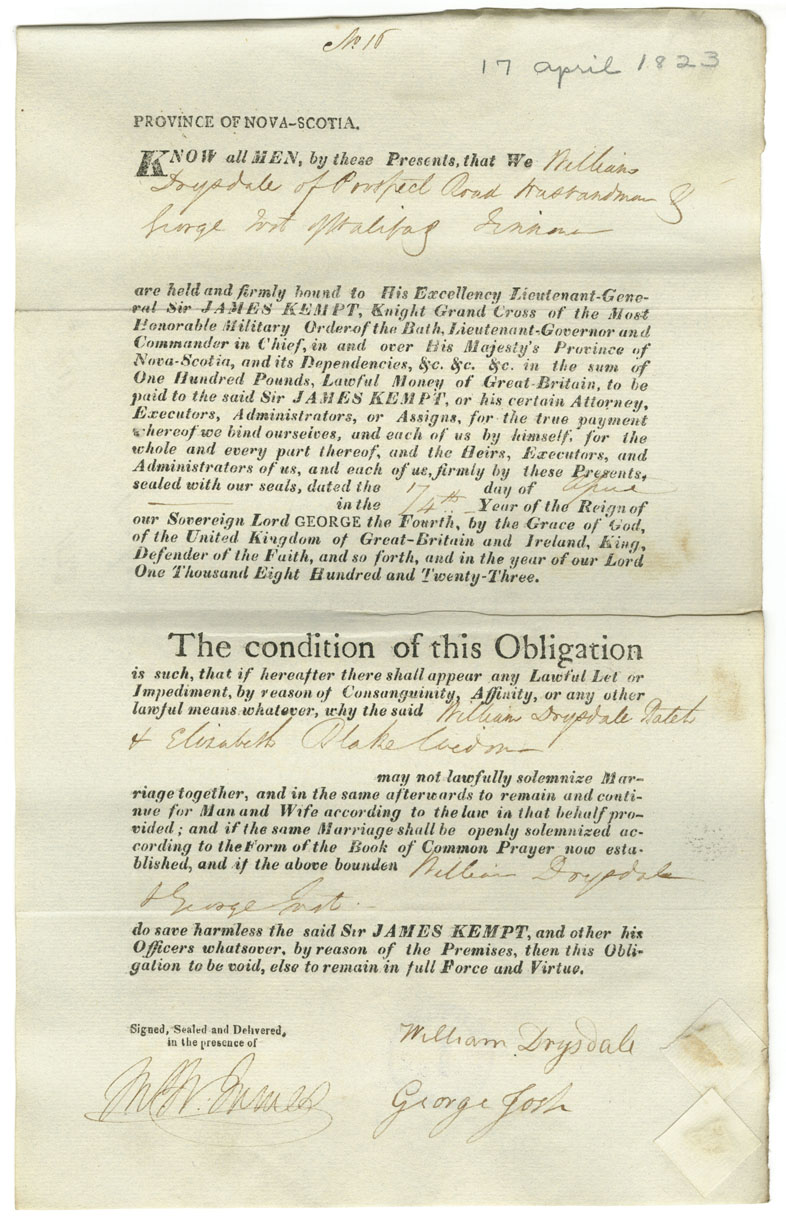 No 16
17 april 1823
PROVINCE OF NOVA-SCOTIA.
KNOW all MEN, by these Presents, that We William
Drysdale of Prospect Road Husbandman &
George of Halifax
are held and firmly bound to His Excellency Lieutenant-Gene-
ral Sir JAMES KEMPT, Knight Grand Cross of the Most
Honorable Military Order of the Bath, Lieutenant-Governor and
Commander in Chief, in and over His Majesty's Province of
Nova-Scotia, and its Dependencies, &c. &c. &c. in the sum of
One Hundred Pounds, Lawful Money of Great-Britain, to be
paid to the said Sir JAMES KEMPT, or his certain Attorney,
Executors, Administrators, or Assigns, for the true payment
whereof we bind ourselves, and each of us by himself, for the
whole and every part thereof, and the Heirs, Executors, and
Administrators of us, and each of us, firmly by these Presents,
sealed with our seals, dated the 17 day of April
in the 4th Year of the Reign of
our Sovereign Lord GEORGE the Fourth, by the Grace of God,
of the United Kingdom of Great-Britain and Ireland, King,
Defender of the Faith, and so forth, and in the year of our Lord
One Thousand Eight Hundred and Twenty-Three.
The condition of this Obligation
is such, that if hereafter there shall appear any Lawful Let or
Impediment, by reason of Consanguinity, Affinity, or any other
lawful means whatever, why the said William Drysdale Batch
& Elizabeth Blake Widow
may not lawfully solemnize Mar-
riage together, and in the same afterwards to remain and conti-
nue for Man and Wife according to the law in that behalf pro-
vided; and if the same Marriage shall be openly solemnized ac-
cording to the Form of the Book of Common Prayer now esta-
blished, and if the above bounden William Drysdale
& George
do save harmless the said Sir JAMES KEMPT, and other his
Officers whatsover, by reason of the Premises, then this Obli-
gation to be void, else to remain in full Force and Virtue.
Signed, Sealed and Delivered,
in the presence of
William Drysdale
George
James